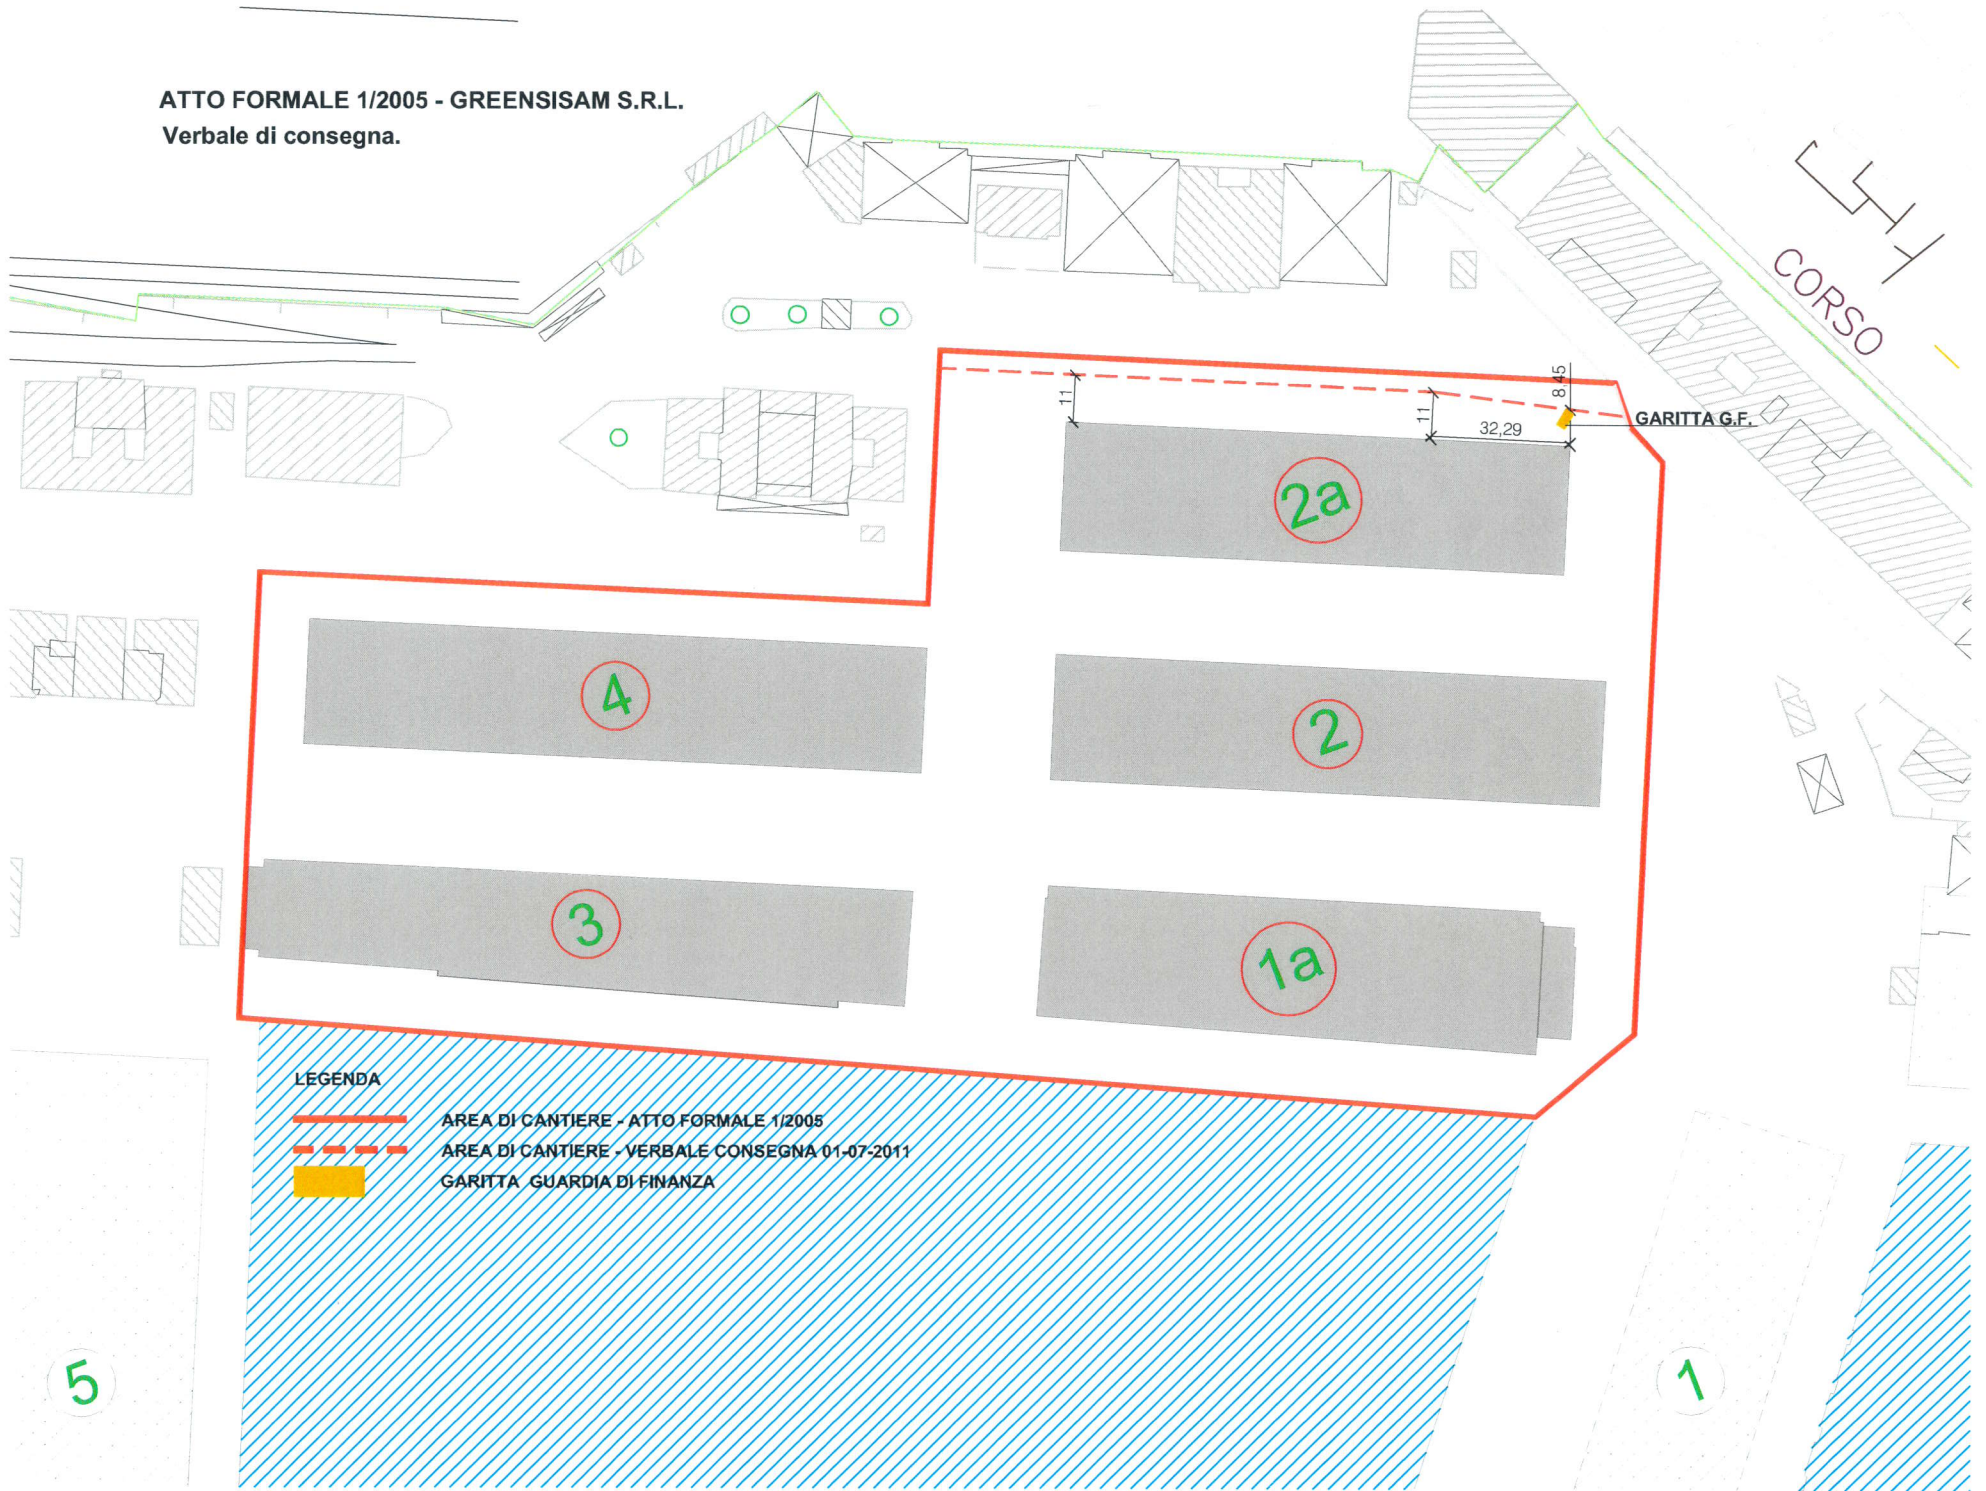 ATTO FORMALE 1/2005 - GREENSISAM S.R.L.
Verbale di consegna.
CORSO
11
11
8,45
32,29
GARITTA G.F.
2a
4
2
3
1a
LEGENDA
AREA DI CANTIERE - ATTO FORMALE 1/2005
AREA DI CANTIERE - VERBALE CONSEGNA 01-07-2011
GARITTA GUARDIA DI FINANZA
5
1